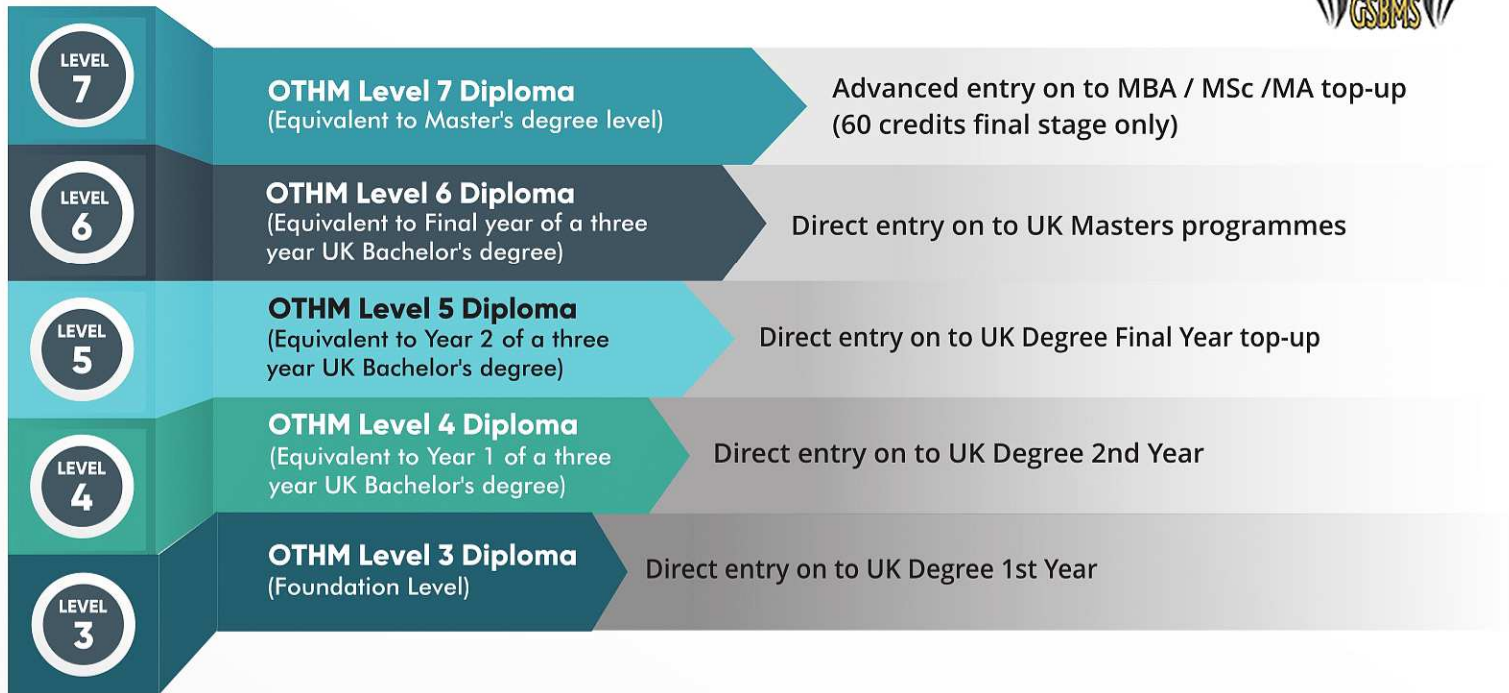 GSBMS
LEVEL
7
OTHM Level 7 Diploma
(Equivalent to Master's degree level)
Advanced entry on to MBA / MSc /MA top-up
(60 credits final stage only)
LEVEL
6
OTHM Level 6 Diploma
(Equivalent to Final year of a three
year UK Bachelor's degree)
Direct entry on to UK Masters programmes
LEVEL
5
OTHM Level 5 Diploma
(Equivalent to Year 2 of a three
year UK Bachelor's degree)
Direct entry on to UK Degree Final Year top-up
LEVEL
4
OTHM Level 4 Diploma
(Equivalent to Year 1 of a three
year UK Bachelor's degree)
Direct entry on to UK Degree 2nd Year
LEVEL
3
OTHM Level 3 Diploma
(Foundation Level)
Direct entry on to UK Degree 1st Year